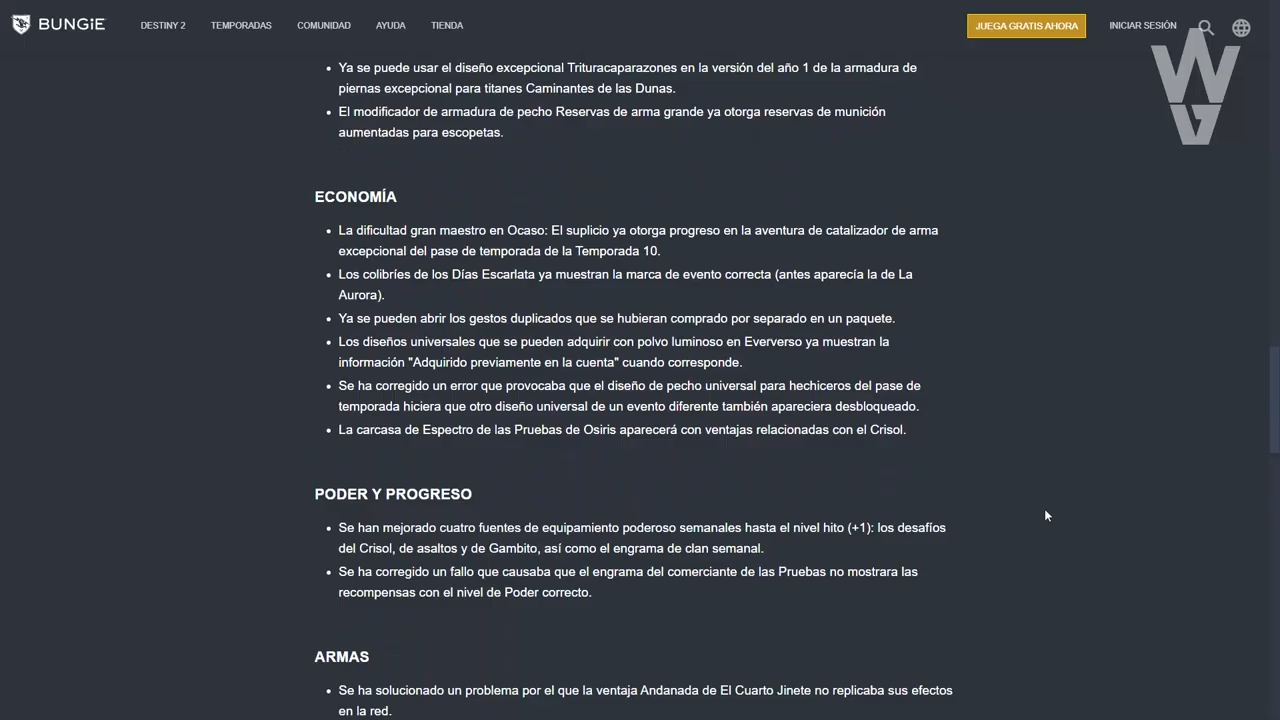 BUNGiE DESTINY 2 TEMPORADAS COMUNIDAD AYUDA TIENDA JUEGA GRATIS AHORA INICIAR SESIÓN
• Ya se puede usar el diseño excepcional Trituracaparazones en la versión del año 1 de la armadura de
piernas excepcional para titanes Caminantes de las Dunas.
• El modificador de armadura de pecho Reservas de arma grande ya otorga reservas de munición
aumentadas para escopetas.
ECONOMÍA
• La dificultad gran maestro en Ocaso: El suplicio ya otorga progreso en la aventura de catalizador de arma
excepcional del pase de temporada de la Temporada 10.
• Los colibríes de los Días Escarlata ya muestran la marca de evento correcta (antes aparecía la de La
Aurora).
• Ya se pueden abrir los gestos duplicados que se hubieran comprado por separado en un paquete.
• Los diseños universales que se pueden adquirir con polvo luminoso en Eververso ya muestran la
información "Adquirido previamente en la cuenta" cuando corresponde.
• Se ha corregido un error que provocaba que el diseño de pecho universal para hechiceros del pase de
temporada hiciera que otro diseño universal de un evento diferente también apareciera desbloqueado.
• La carcasa de Espectro de las Pruebas de Osiris aparecerá con ventajas relacionadas con el Crisol.
PODER Y PROGRESO
• Se han mejorado cuatro fuentes de equipamiento poderoso semanales hasta el nivel hito (+1): los desafíos
del Crisol, de asaltos y de Gambito, así como el engrama de clan semanal.
• Se ha corregido un fallo que causaba que el engrama del comerciante de las Pruebas no mostrara las
recompensas con el nivel de Poder correcto.
ARMAS
• Se ha solucionado un problema por el que la ventaja Andanada de El Cuarto Jinete no replicaba sus efectos
en la red.